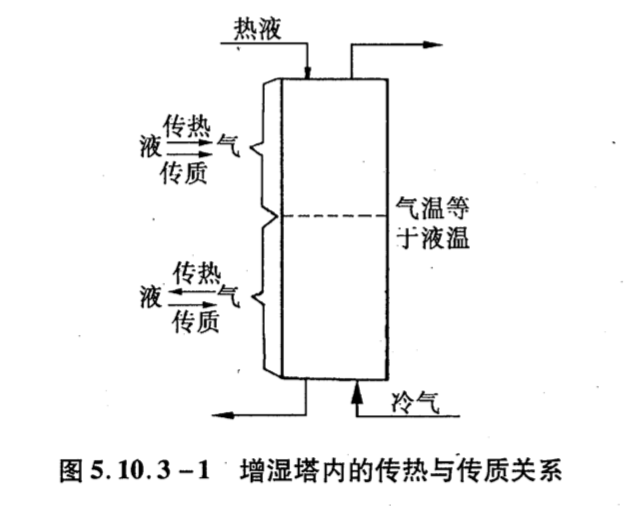 热液
传热
液 气
传质
气温等
于液温
传热
液 气
传质
冷气
图5.10.3-1 增湿塔内的传热与传质关系